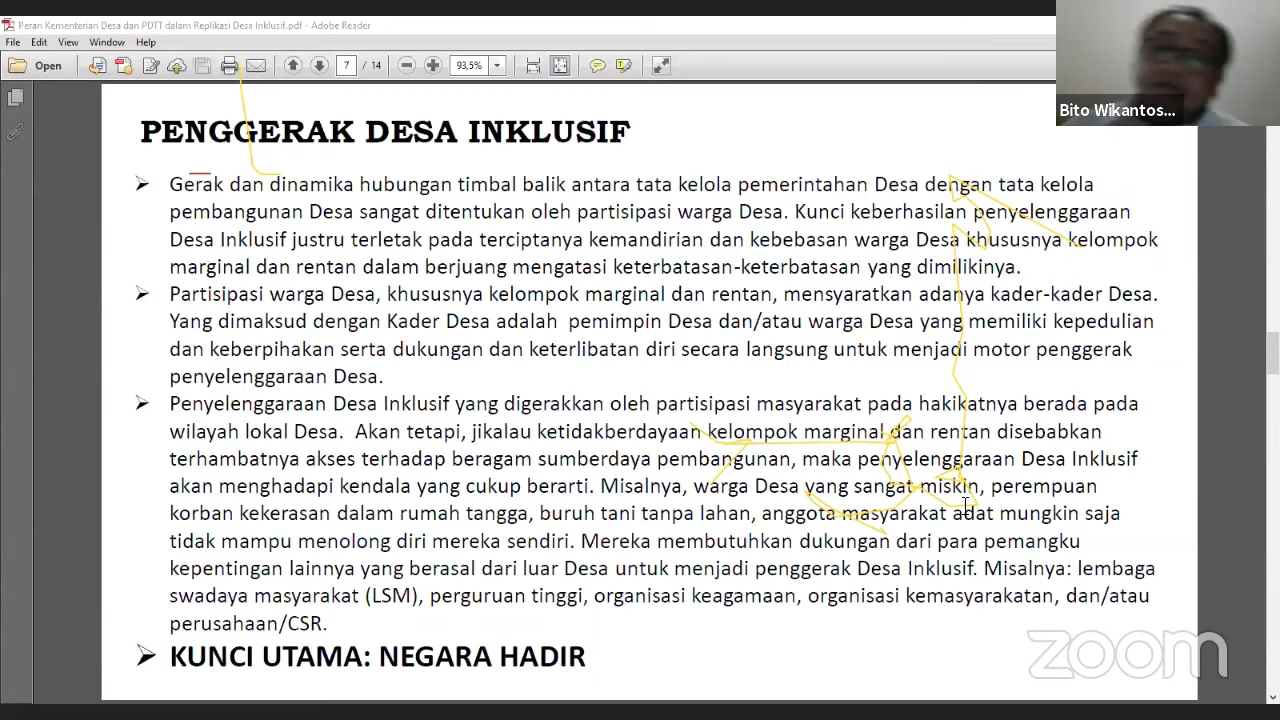 Peran Kementerian Desa dan PDTT dalam Replikasi Desa Inklusif.pdf - Adobe Reader
File Edit View Window Help
Open 7 / 14 93,5%
Bito Wikantos...
PENGGERAK DESA INKLUSIF
Gerak dan dinamika hubungan timbal balik antara tata kelola pemerintahan Desa dengan tata kelola
pembangunan Desa sangat ditentukan oleh partisipasi warga Desa. Kunci keberhasilan penyelenggaraan
Desa Inklusif justru terletak pada terciptanya kemandirian dan kebebasan warga Desa khususnya kelompok
marginal dan rentan dalam berjuang mengatasi keterbatasan-keterbatasan yang dimilikinya.
Partisipasi warga Desa, khususnya kelompok marginal dan rentan, mensyaratkan adanya kader-kader Desa.
Yang dimaksud dengan Kader Desa adalah pemimpin Desa dan/atau warga Desa yang memiliki kepedulian
dan keberpihakan serta dukungan dan keterlibatan diri secara langsung untuk menjadi motor penggerak
penyelenggaraan Desa.
Penyelenggaraan Desa Inklusif yang digerakkan oleh partisipasi masyarakat pada hakikatnya berada pada
wilayah lokal Desa. Akan tetapi, jikalau ketidakberdayaan kelompok marginal dan rentan disebabkan
terhambatnya akses terhadap beragam sumberdaya pembangunan, maka penyelenggaraan Desa Inklusif
akan menghadapi kendala yang cukup berarti. Misalnya, warga Desa yang sangat miskin, perempuan
korban kekerasan dalam rumah tangga, buruh tani tanpa lahan, anggota masyarakat adat mungkin saja
tidak mampu menolong diri mereka sendiri. Mereka membutuhkan dukungan dari para pemangku
kepentingan lainnya yang berasal dari luar Desa untuk menjadi penggerak Desa Inklusif. Misalnya: lembaga
swadaya masyarakat (LSM), perguruan tinggi, organisasi keagamaan, organisasi kemasyarakatan, dan/atau
perusahaan/CSR.
KUNCI UTAMA: NEGARA HADIR
zoom